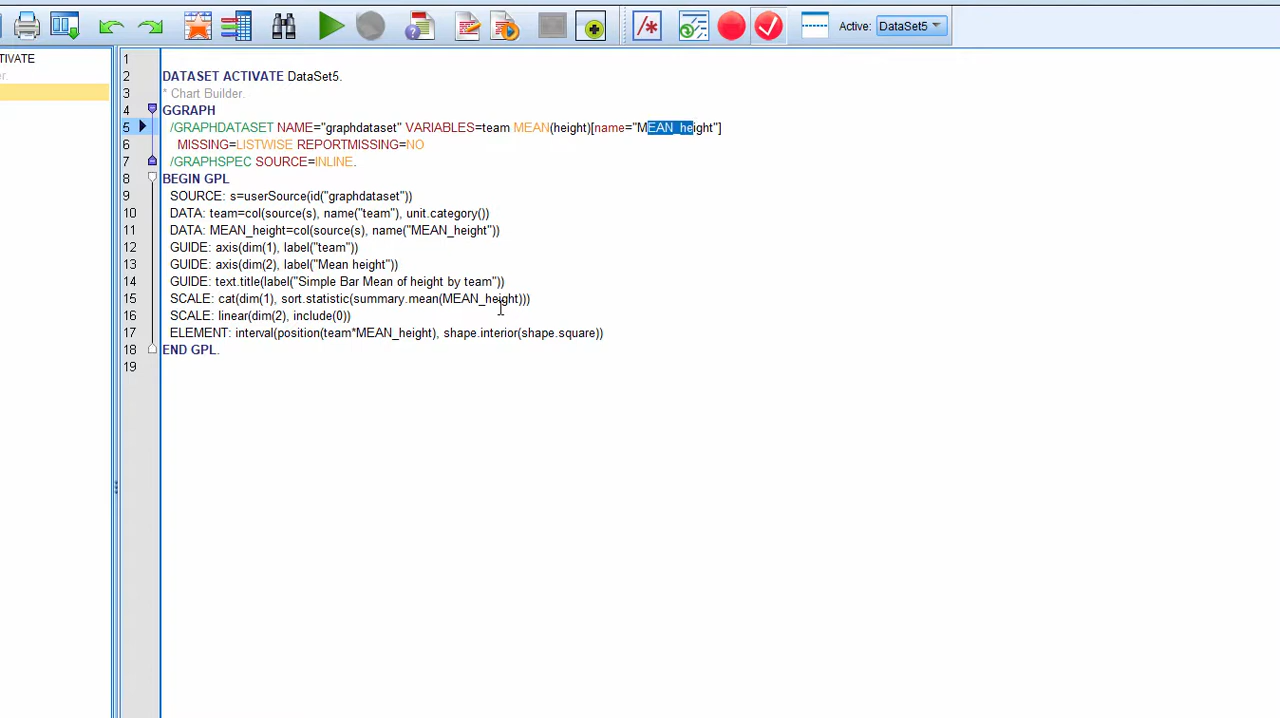 Active: DataSet5
TIVATE
er.
1
2 DATASET ACTIVATE DataSet5.
3 * Chart Builder.
4 GGRAPH
5 /GRAPHDATASET NAME="graphdataset" VARIABLES=team MEAN(height)[name="MEAN_height"]
6 MISSING=LISTWISE REPORTMISSING=NO
7 /GRAPHSPEC SOURCE=INLINE.
8 BEGIN GPL
9 SOURCE: s=userSource(id("graphdataset"))
10 DATA: team=col(source(s), name("team"), unit.category())
11 DATA: MEAN_height=col(source(s), name("MEAN_height"))
12 GUIDE: axis(dim(1), label("team"))
13 GUIDE: axis(dim(2), label("Mean height"))
14 GUIDE: text.title(label("Simple Bar Mean of height by team"))
15 SCALE: cat(dim(1), sort.statistic(summary.mean(MEAN_height)))
16 SCALE: linear(dim(2), include(0))
17 ELEMENT: interval(position(team*MEAN_height), shape.interior(shape.square))
18 END GPL.
19